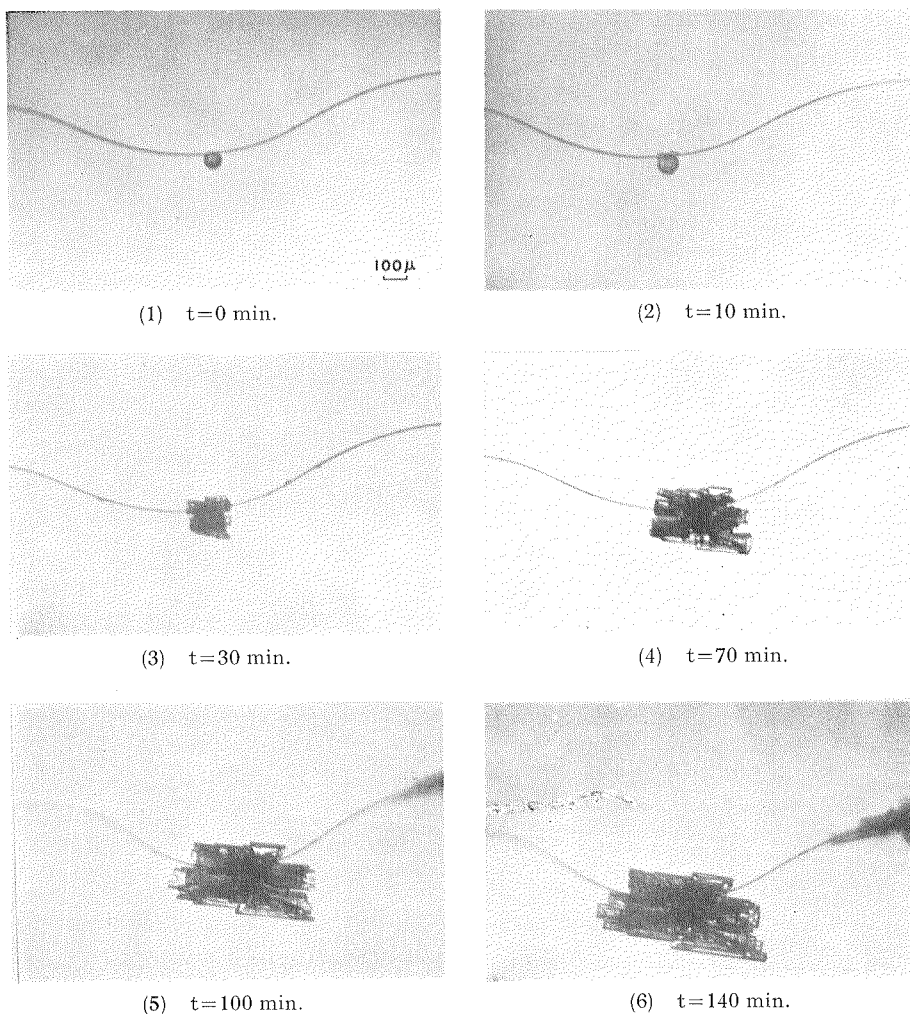 100μ
(1) t=0 min.
(2) t=10 min.
(3) t=30 min.
(4) t=70 min.
(5) t=100 min.
(6) t=140 min.